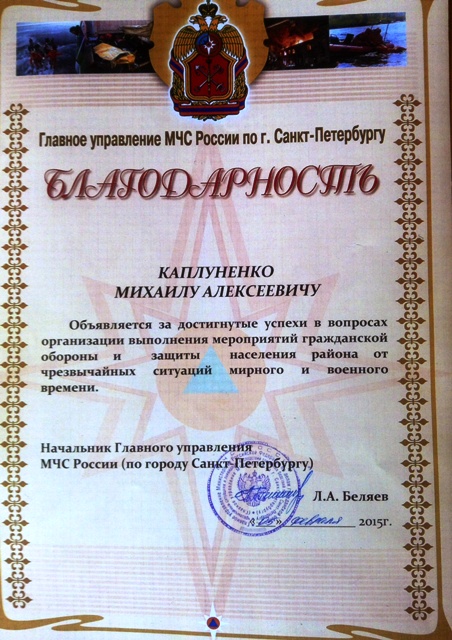 Главное управление МЧС России по г. Санкт-Петербургу
БЛАГОДАРНОСТЬ
КАПЛУНЕНКО
МИХАИЛУ АЛЕКСЕЕВИЧУ
Объявляется за достигнутые успехи в вопросах
организации выполнения мероприятий гражданской
обороны и защиты населения района от
чрезвычайных ситуаций мирного и военного
времени.
Начальник Главного управления
МЧС России (по городу Санкт-Петербургу)
Л.А. Беляев
февраля 2015г.